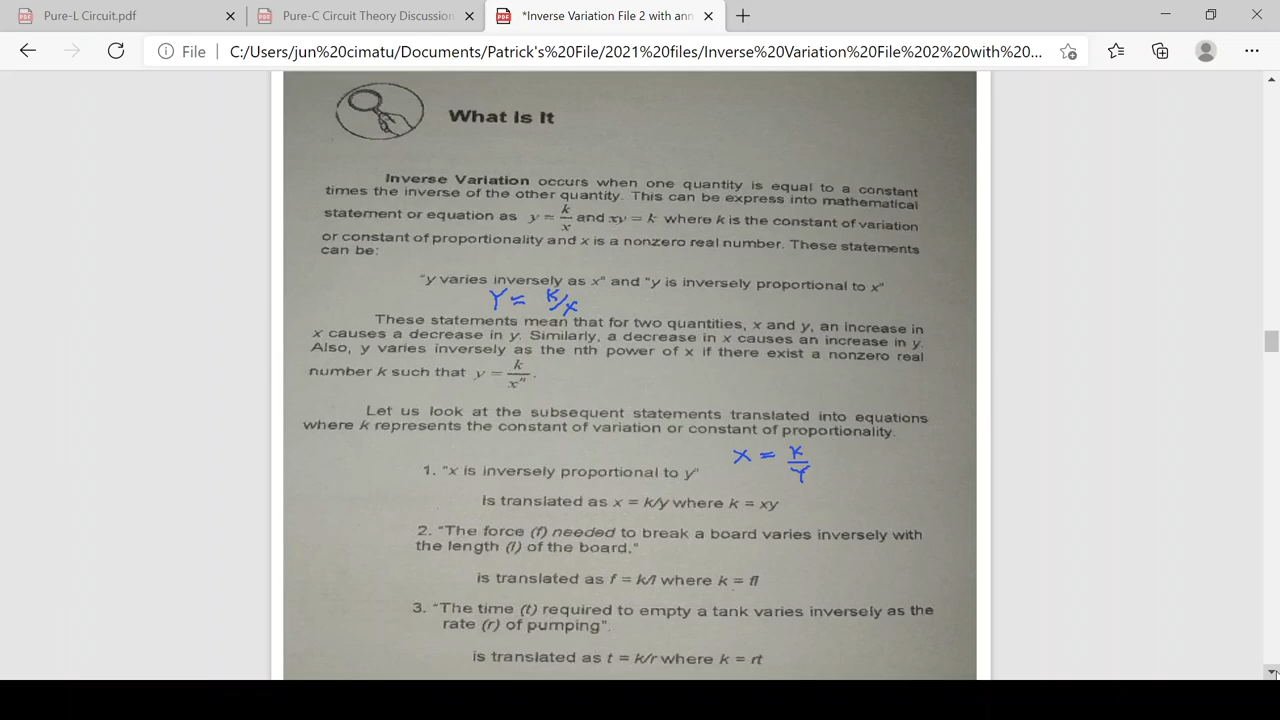 Pure-L Circuit.pdf
Pure-C Circuit Theory Discussion
*Inverse Variation File 2 with ann
File
C:/Users/jun%20cimatu/Documents/Patrick's%20File/2021%20files/Inverse%20Variation%20File%202%20with%20...
What is It
Inverse Variation occurs when one quantity is equal to a constant
times the inverse of the other quantity. This can be express into mathematical
statement or equation as y = k/x and xy = k where k is the constant of variation
or constant of proportionality and x is a nonzero real number. These statements
can be:
"y varies inversely as x" and "y is inversely proportional to x"
Y = K/X
These statements mean that for two quantities, x and y, an increase in
x causes a decrease in y. Similarly, a decrease in x causes an increase in y.
Also, y varies inversely as the nth power of x if there exist a nonzero real
number k such that y = k/xⁿ.
Let us look at the subsequent statements translated into equations
where k represents the constant of variation or constant of proportionality.
X = K/Y
1. "x is inversely proportional to y"
is translated as x = k/y where k = xy
2. "The force (f) needed to break a board varies inversely with
the length (l) of the board."
is translated as f = k/l where k = fl
3. "The time (t) required to empty a tank varies inversely as the
rate (r) of pumping".
is translated as t = k/r where k = rt